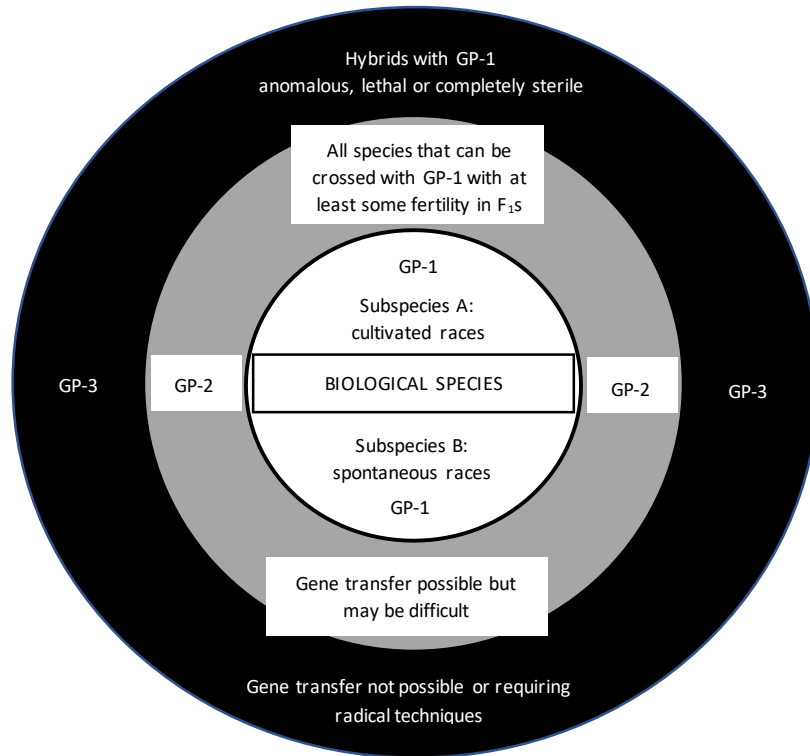 Hybrids with GP-1
anomalous, lethal or completely sterile
All species that can be
crossed with GP-1 with at
least some fertility in F₁s
GP-1
Subspecies A:
cultivated races
GP-3
GP-2
BIOLOGICAL SPECIES
GP-2
GP-3
Subspecies B:
spontaneous races
GP-1
Gene transfer possible but
may be difficult
Gene transfer not possible or requiring
radical techniques